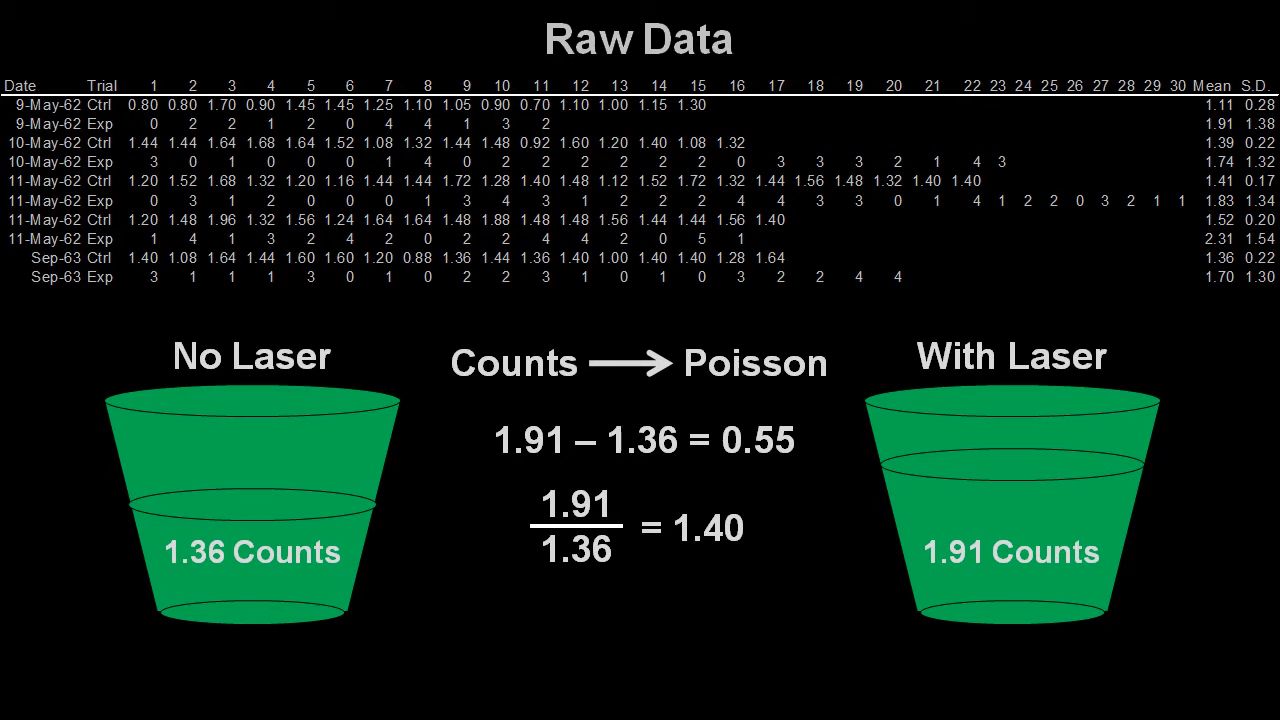 Raw Data
Date Trial 1 2 3 4 5 6 7 8 9 10 11 12 13 14 15 16 17 18 19 20 21 22 23 24 25 26 27 28 29 30 Mean S.D.
9-May-62 Ctrl 0.80 0.80 1.70 0.90 1.45 1.45 1.25 1.10 1.05 0.90 0.70 1.10 1.00 1.15 1.30 1.11 0.28
9-May-62 Exp 0 2 2 1 2 0 4 4 1 3 2 1.91 1.38
10-May-62 Ctrl 1.44 1.44 1.64 1.68 1.64 1.52 1.08 1.32 1.44 1.48 0.92 1.60 1.20 1.40 1.08 1.32 1.39 0.22
10-May-62 Exp 3 0 1 0 0 0 1 4 0 2 2 2 2 2 2 0 3 3 3 2 1 4 3 1.74 1.32
11-May-62 Ctrl 1.20 1.52 1.68 1.32 1.20 1.16 1.44 1.44 1.72 1.28 1.40 1.48 1.12 1.52 1.72 1.32 1.44 1.56 1.48 1.32 1.40 1.40 1.41 0.17
11-May-62 Exp 0 3 1 2 0 0 0 1 3 4 3 1 2 2 4 4 3 3 0 1 4 1 2 2 0 3 2 1 1 1.83 1.34
11-May-62 Ctrl 1.20 1.48 1.96 1.32 1.56 1.24 1.64 1.64 1.48 1.88 1.48 1.48 1.56 1.44 1.44 1.56 1.40 1.52 0.20
11-May-62 Exp 1 4 1 3 2 4 2 0 2 2 4 4 2 0 5 1 2.31 1.54
Sep-63 Ctrl 1.40 1.08 1.64 1.44 1.60 1.60 1.20 0.88 1.36 1.44 1.36 1.40 1.00 1.40 1.40 1.28 1.64 1.36 0.22
Sep-63 Exp 3 1 1 1 3 0 1 0 2 2 3 1 0 1 0 3 2 2 4 4 1.70 1.30
No Laser
Counts → Poisson
With Laser
1.91 – 1.36 = 0.55
1.91
1.36
= 1.40
1.36 Counts
1.91 Counts